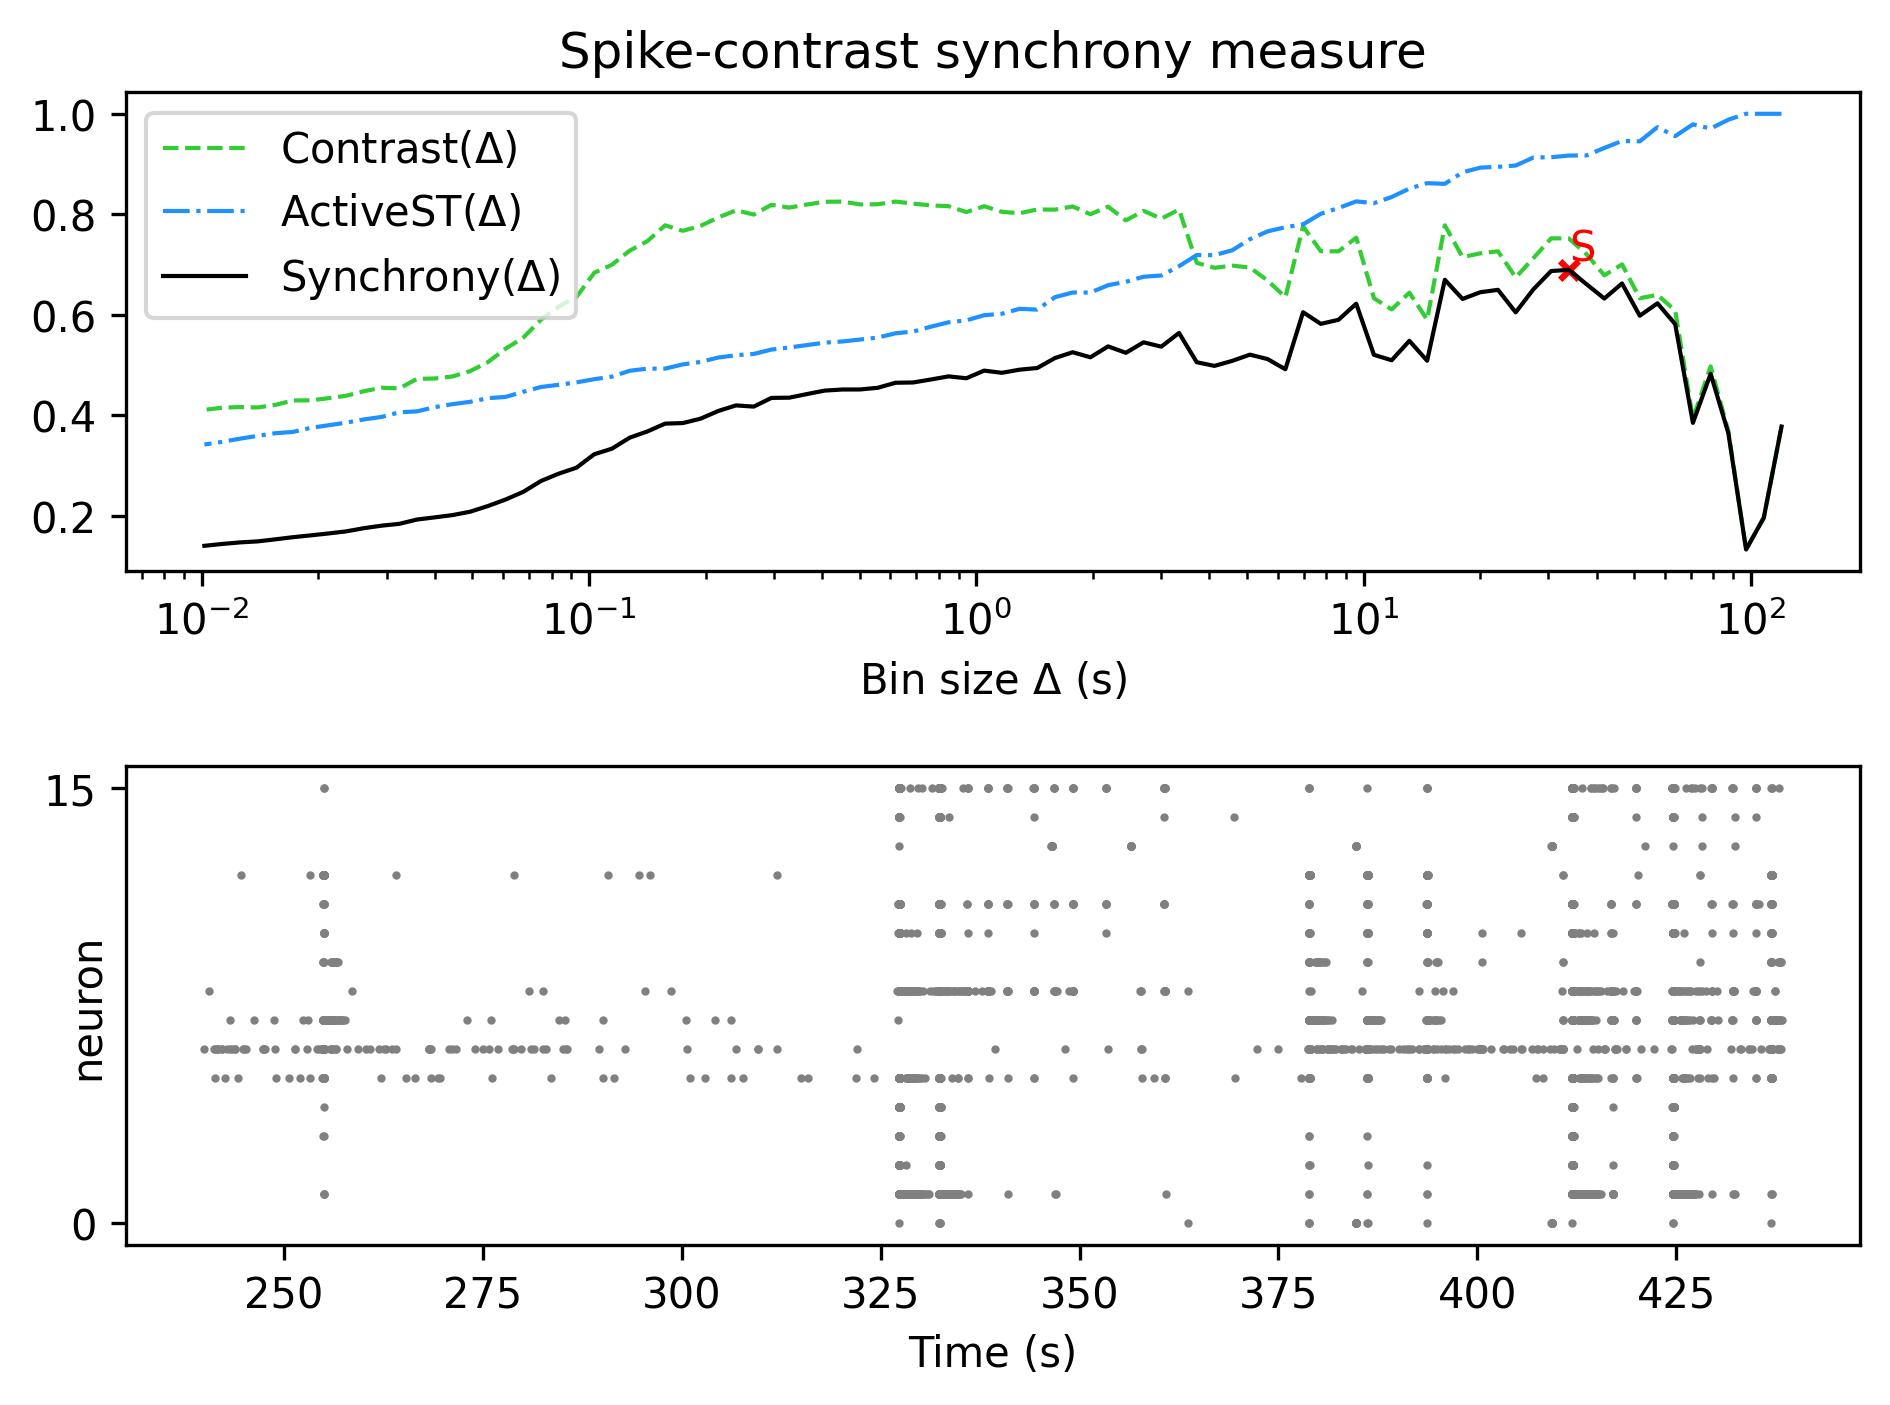 Spike-contrast synchrony measure
1.0
0.8
0.6
0.4
0.2
Contrast(Δ)
ActiveST(Δ)
Synchrony(Δ)
S
10⁻² 10⁻¹ 10⁰ 10¹ 10²
Bin size Δ (s)
15
neuron
0
250 275 300 325 350 375 400 425
Time (s)